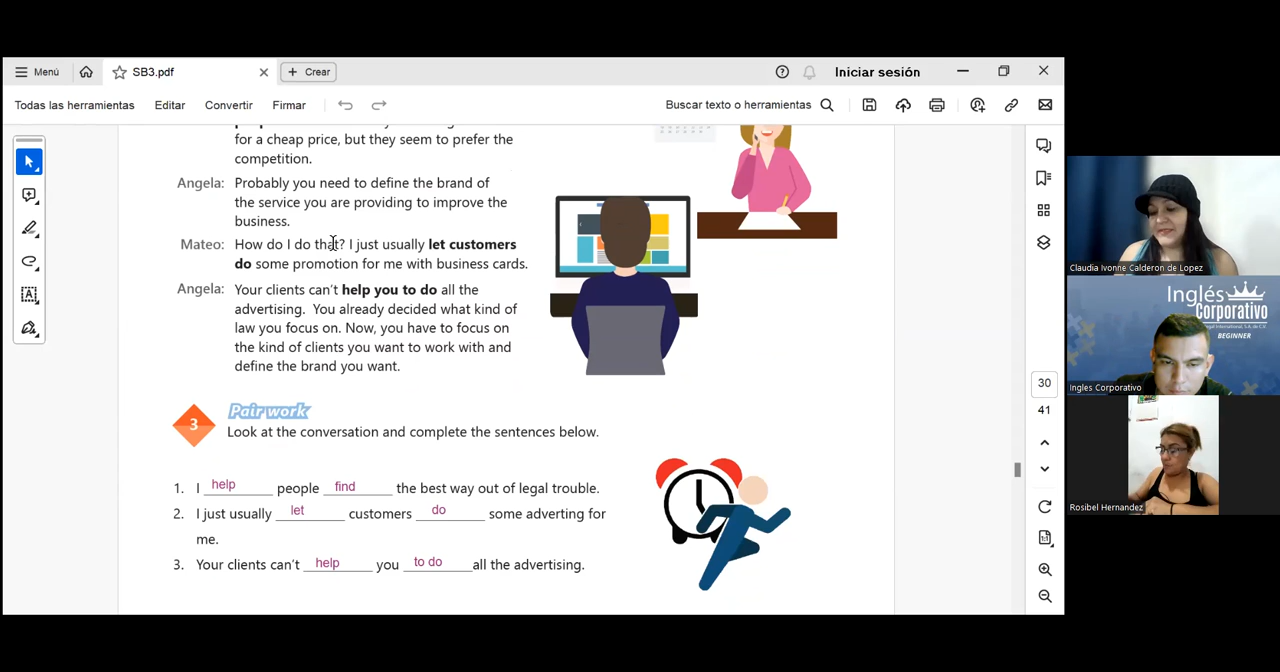 Menú
SB3.pdf
Crear
Iniciar sesión
Todas las herramientas
Editar
Convertir
Firmar
Buscar texto o herramientas
for a cheap price, but they seem to prefer the
competition.
Angela: Probably you need to define the brand of
the service you are providing to improve the
business.
Mateo: How do I do that? I just usually let customers
do some promotion for me with business cards.
Angela: Your clients can't help you to do all the
advertising. You already decided what kind of
law you focus on. Now, you have to focus on
the kind of clients you want to work with and
define the brand you want.
3
Pair work
Look at the conversation and complete the sentences below.
1. I help people find the best way out of legal trouble.
2. I just usually let customers do some adverting for
me.
3. Your clients can't help you to do all the advertising.
30
41
Claudia Ivonne Calderon de Lopez
Inglés
Corporativo
BEGINNER
Ingles Corporativo
Rosibel Hernandez